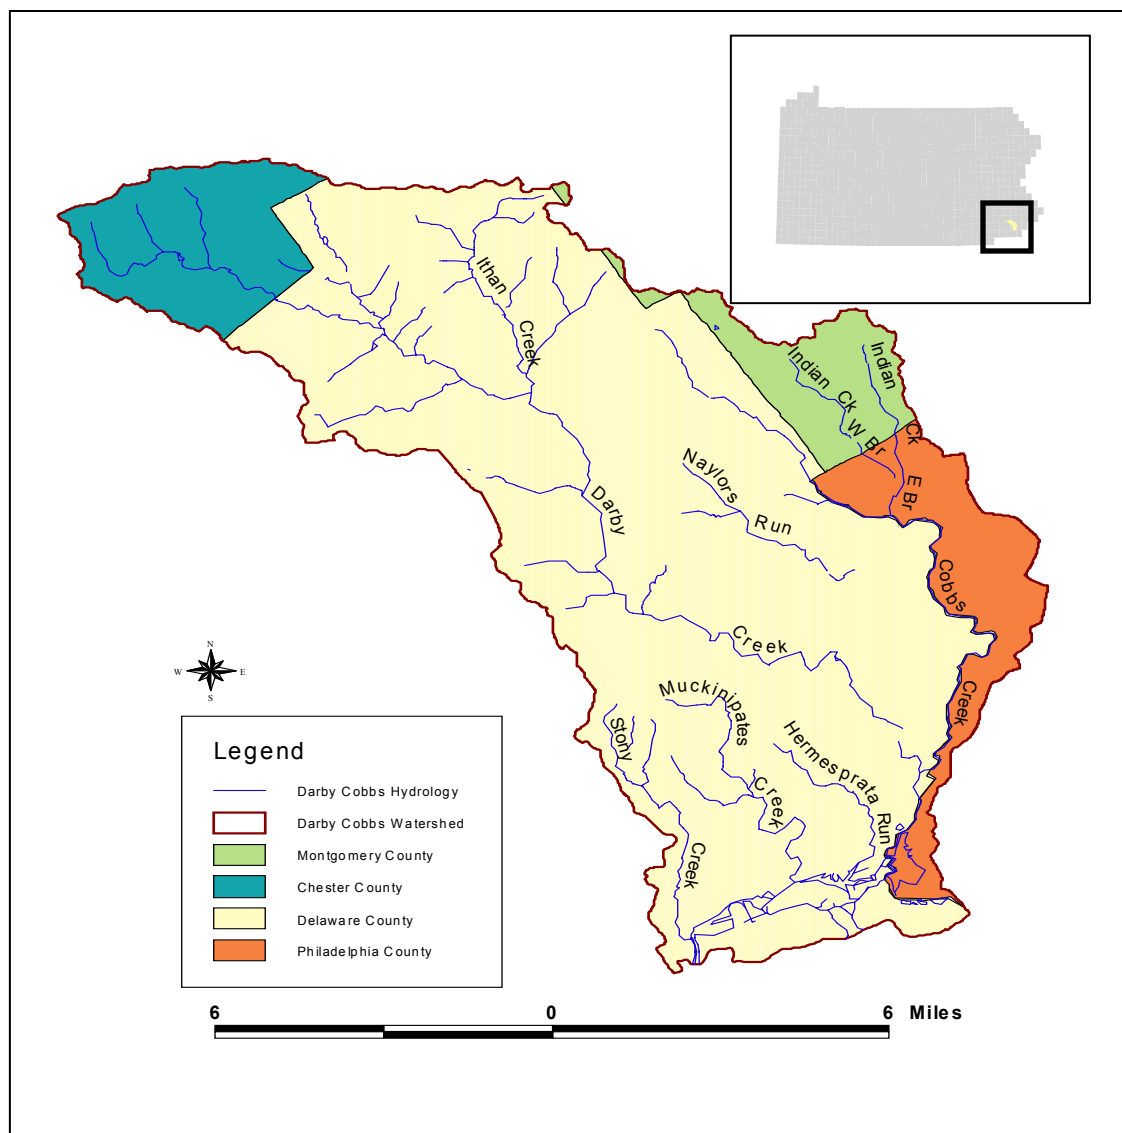 Ithan
Creek
Indian Ck W Br
Indian Ck E Br
Naylors
Run
Darby
Creek
Cobbs
Creek
Muckinipates
Creek
Stony
Creek
Hermesprata
Run
N
W E
S
Legend
Darby Cobbs Hydrology
Darby Cobbs Watershed
Montgomery County
Chester County
Delaware County
Philadelphia County
6 0 6 Miles